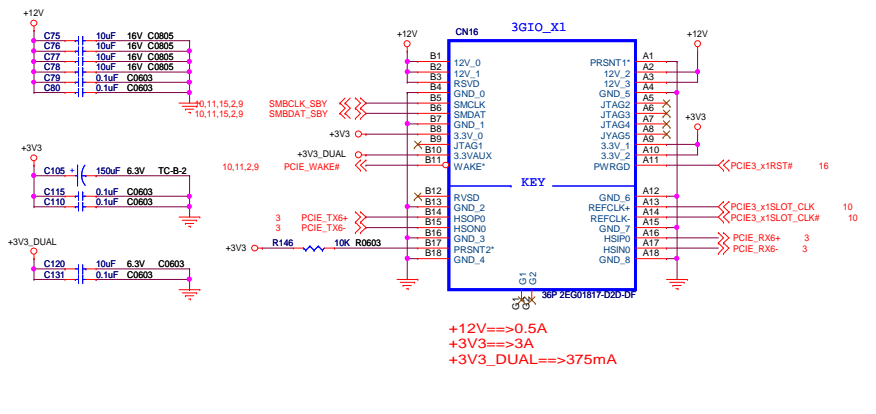 +12V
C75 10uF 16V C0805
C76 10uF 16V C0805
C77 10uF 16V C0805
C78 10uF 16V C0805
C79 0.1uF C0603
C80 0.1uF C0603
+3V3
C105 + 150uF 6.3V TC-B-2
C115 0.1uF C0603
C110 0.1uF C0603
+3V3_DUAL
C120 10uF 6.3V C0603
C131 0.1uF C0603
CN16 3GIO_X1
+12V
+12V
B1 12V_0 PRSNT1* A1
B2 12V_1 12V_2 A2
B3 RSVD 12V_3 A3
B4 GND_0 GND_5 A4
10,11,15,2,9 SMBCLK_SBY B5 SMCLK JTAG2 A5
10,11,15,2,9 SMBDAT_SBY B6 SMDAT JTAG3 A6
B7 GND_1 JTAG4 A7
+3V3 B8 3.3V_0 JYAG5 A8
+3V3
B9 JTAG1 3.3V_1 A9
+3V3_DUAL B10 3.3VAUX 3.3V_2 A10
10,11,2,9 PCIE_WAKE# B11 WAKE* PWRGD A11 PCIE3_x1RST# 16
KEY
B12 RVSD GND_6 A12
B13 GND_2 REFCLK+ A13 PCIE3_x1SLOT_CLK 10
3 PCIE_TX6+ B14 HSOP0 REFCLK- A14 PCIE3_x1SLOT_CLK# 10
3 PCIE_TX6- B15 HSON0 GND_7 A15
B16 GND_3 HSIP0 A16 PCIE_RX6+ 3
+3V3 R146 10K R0603 B17 PRSNT2* HSIN0 A17 PCIE_RX6- 3
B18 GND_4 GND_8 A18
G1 G2
36P 2EG01817-D2D-DF
G1
+12V==>0.5A
+3V3==>3A
+3V3_DUAL==>375mA